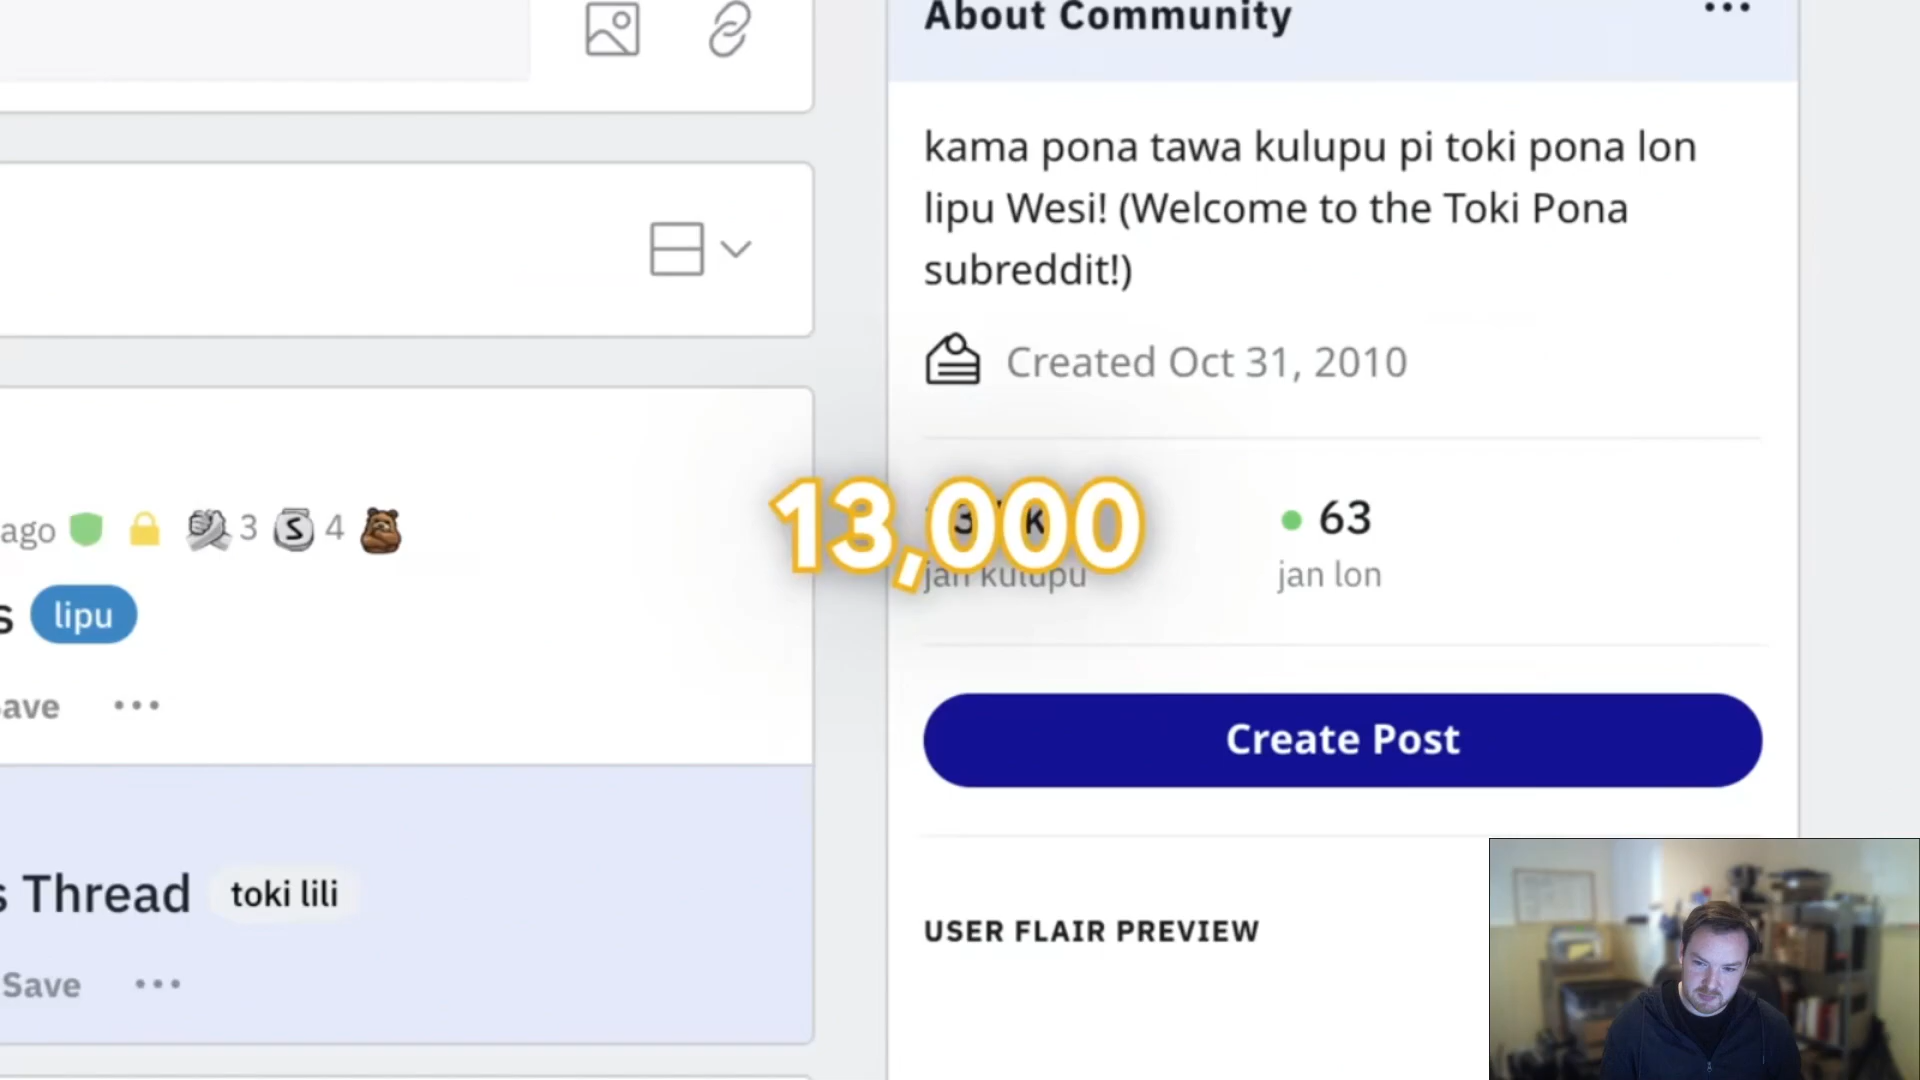 About Community
kama pona tawa kulupu pi toki pona lon
lipu Wesi! (Welcome to the Toki Pona
subreddit!)
Created Oct 31, 2010
13,000
63
jan kulupu
jan lon
ago
3
4
s lipu
ave
Create Post
s Thread toki lili
Save
USER FLAIR PREVIEW